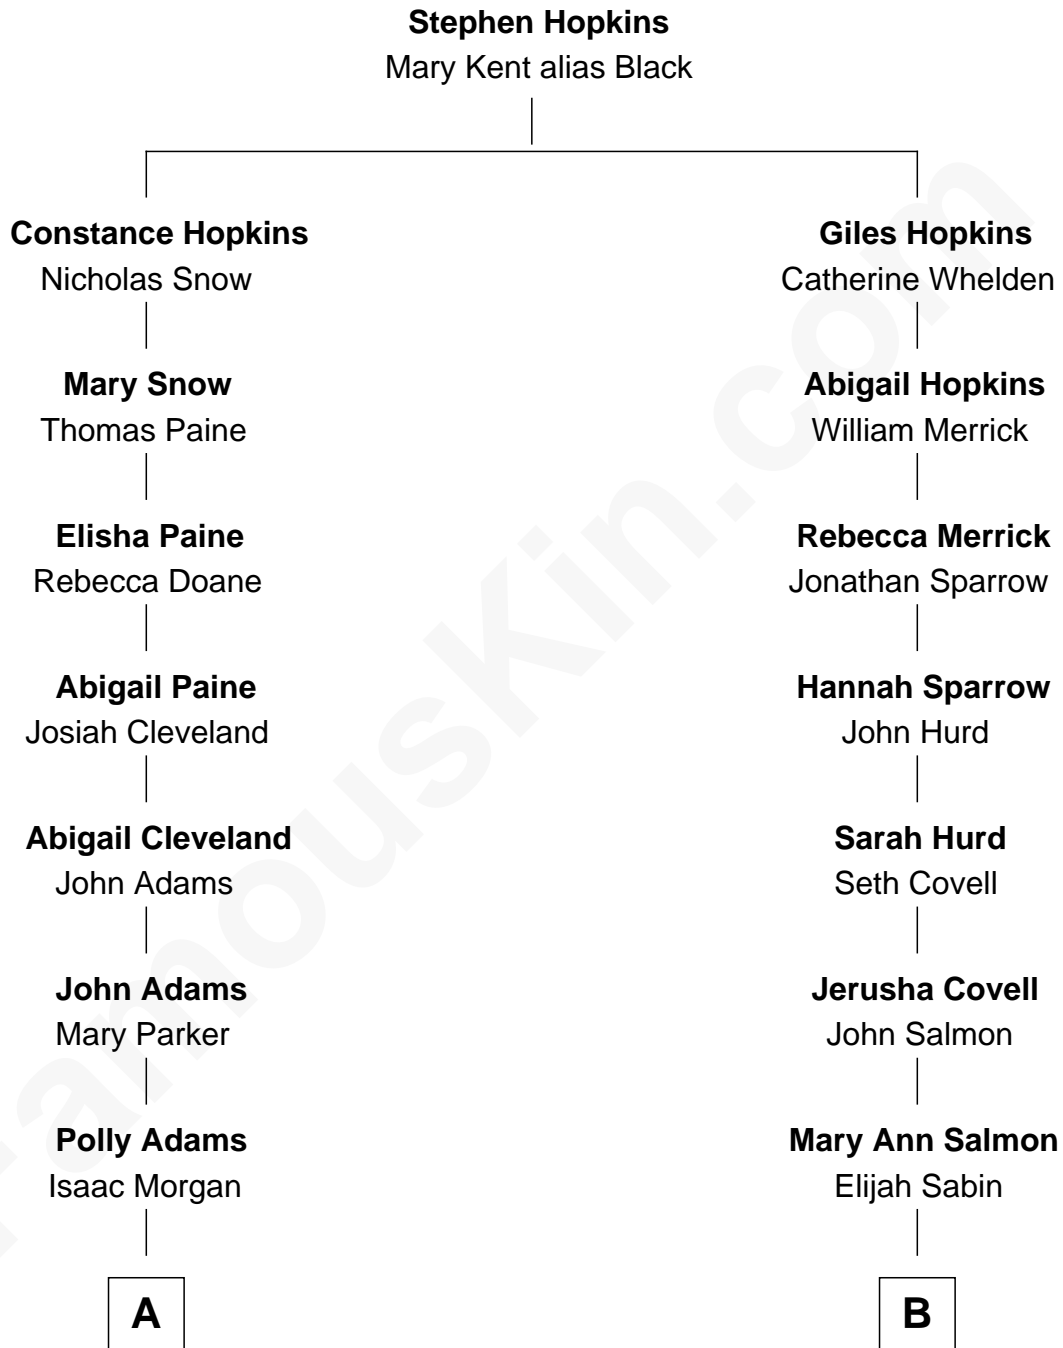 Stephen Hopkins
Mary Kent alias Black
Constance Hopkins
Nicholas Snow
Giles Hopkins
Catherine Whelden
Mary Snow
Thomas Paine
Abigail Hopkins
William Merrick
Elisha Paine
Rebecca Doane
Rebecca Merrick
Jonathan Sparrow
Abigail Paine
Josiah Cleveland
Hannah Sparrow
John Hurd
Abigail Cleveland
John Adams
Sarah Hurd
Seth Covell
John Adams
Mary Parker
Jerusha Covell
John Salmon
Polly Adams
Isaac Morgan
Mary Ann Salmon
Elijah Sabin
A
B
FamousKin.com